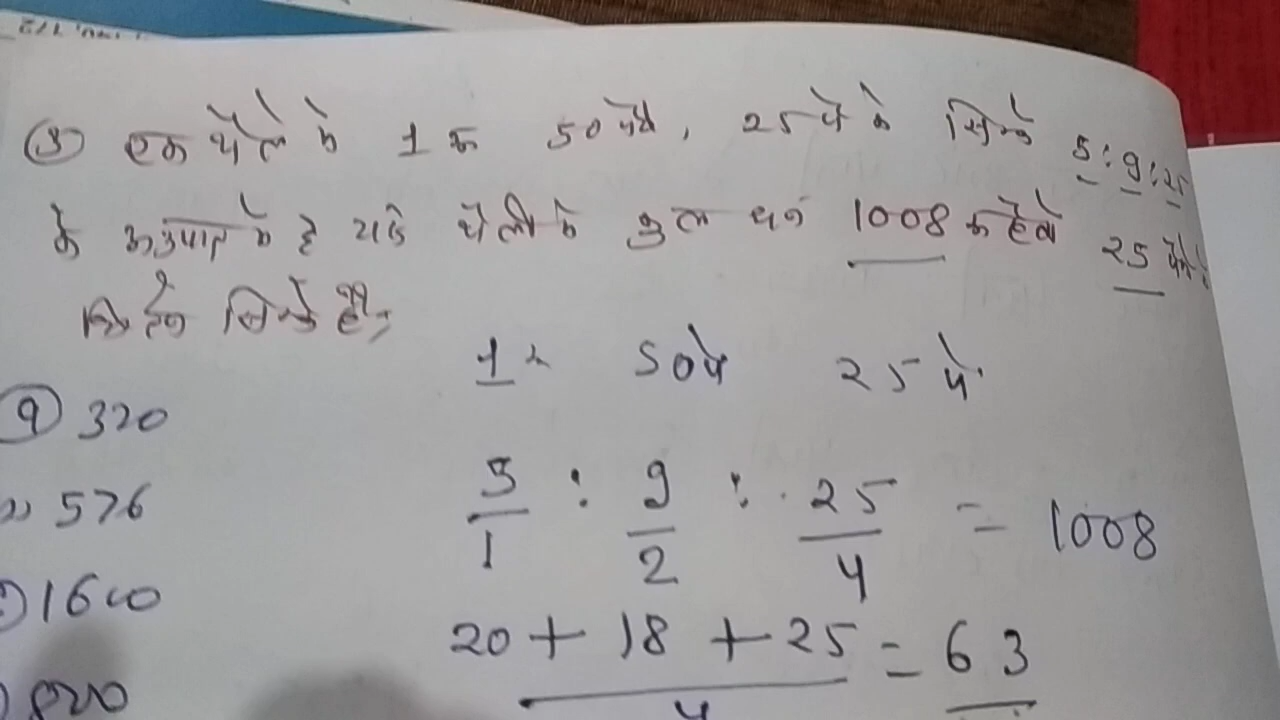 एक थैले मे 1 रू 50 पैसे, 25 पैसे के सिक्के 5:9:25
के अनुपात मे है यदि थैली मे कुल धन 1008 रू है तो 25 पैसे के
कितने सिक्के है
1 रू 50 पै 25 पै
320
576
5/1 : 9/2 : 25/4 = 1008
1600
20 + 18 + 25 = 63
4